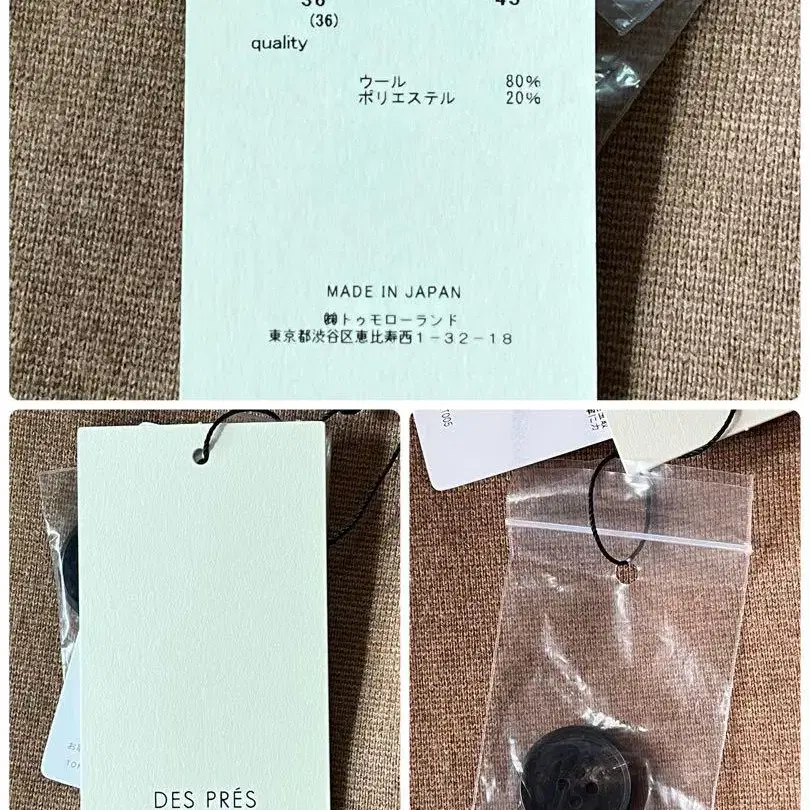 (36)
quality
ウール 80%
ポリエステル 20%
MADE IN JAPAN
㈱トゥモローランド
東京都渋谷区恵比寿西1-32-18
T005
DES PRÉS